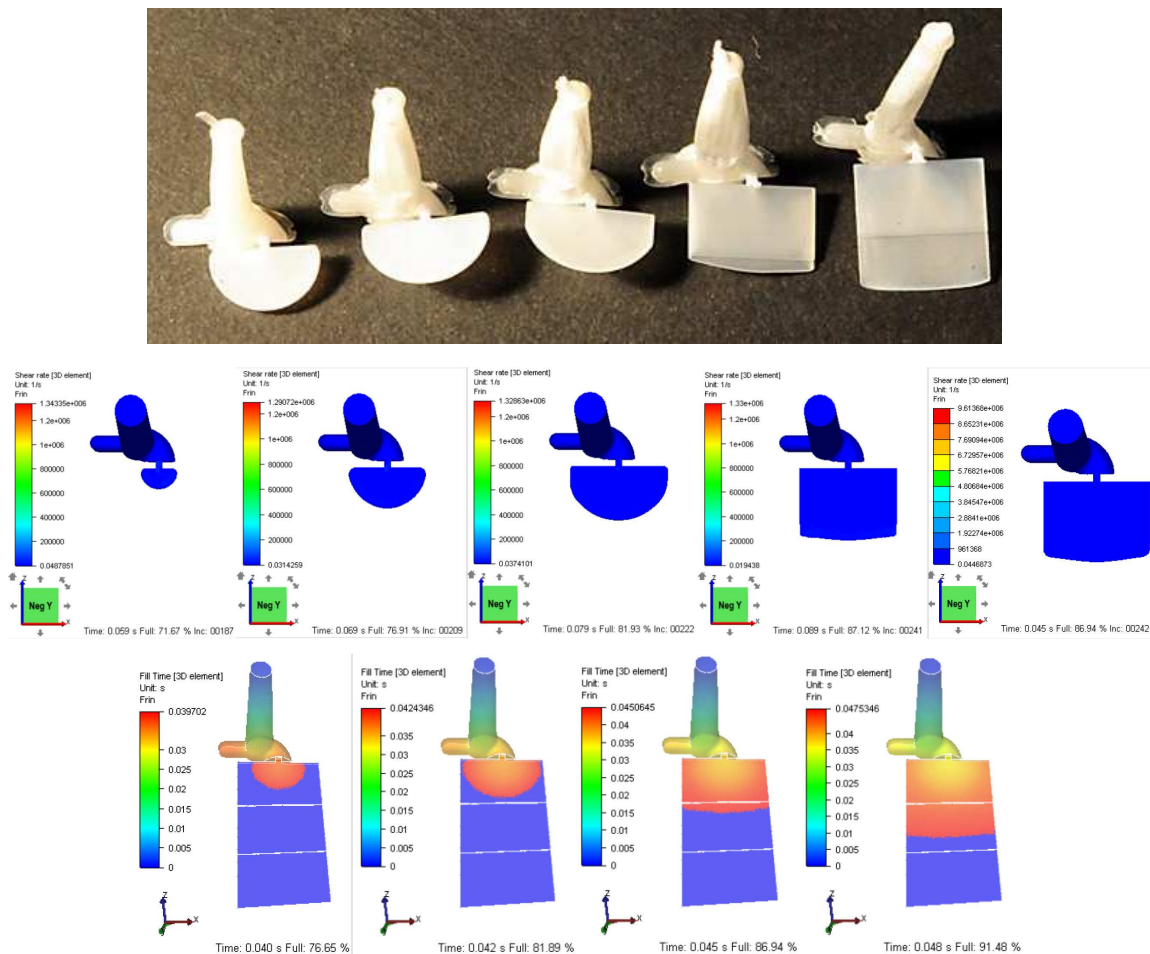 Shear rate [3D element]
Unit: 1/s
Frin
1.34335e+006
1.2e+006
1e+006
800000
600000
400000
200000
0.0487851
Z
X
Neg Y
Time: 0.059 s Full: 71.67 % Inc: 00187
Shear rate [3D element]
Unit: 1/s
Frin
1.29072e+006
1.2e+006
1e+006
800000
600000
400000
200000
0.0314259
Z
X
Neg Y
Time: 0.069 s Full: 76.91 % Inc: 00209
Shear rate [3D element]
Unit: 1/s
Frin
1.32863e+006
1.2e+006
1e+006
800000
600000
400000
200000
0.0374101
Z
X
Neg Y
Time: 0.079 s Full: 81.93 % Inc: 00222
Shear rate [3D element]
Unit: 1/s
Frin
1.33e+006
1.2e+006
1e+006
800000
600000
400000
200000
0.019438
Z
X
Neg Y
Time: 0.089 s Full: 87.12 % Inc: 00241
Shear rate [3D element]
Unit: 1/s
Frin
9.61368e+006
8.65231e+006
7.69094e+006
6.72957e+006
5.76821e+006
4.80684e+006
3.84547e+006
2.8841e+006
1.92274e+006
961368
0.0446873
Z
X
Neg Y
Time: 0.045 s Full: 86.94 % Inc: 00242
Fill Time [3D element]
Unit: s
Frin
0.039702
0.03
0.025
0.02
0.015
0.01
0.005
0
Z
X
Time: 0.040 s Full: 76.65 %
Fill Time [3D element]
Unit: s
Frin
0.0424346
0.04
0.035
0.03
0.025
0.02
0.015
0.01
0.005
0
Z
X
Time: 0.042 s Full: 81.89 %
Fill Time [3D element]
Unit: s
Frin
0.0450645
0.04
0.035
0.03
0.025
0.02
0.015
0.01
0.005
0
Z
X
Time: 0.045 s Full: 86.94 %
Fill Time [3D element]
Unit: s
Frin
0.0475346
0.04
0.035
0.03
0.025
0.02
0.015
0.01
0.005
0
Z
X
Time: 0.048 s Full: 91.48 %